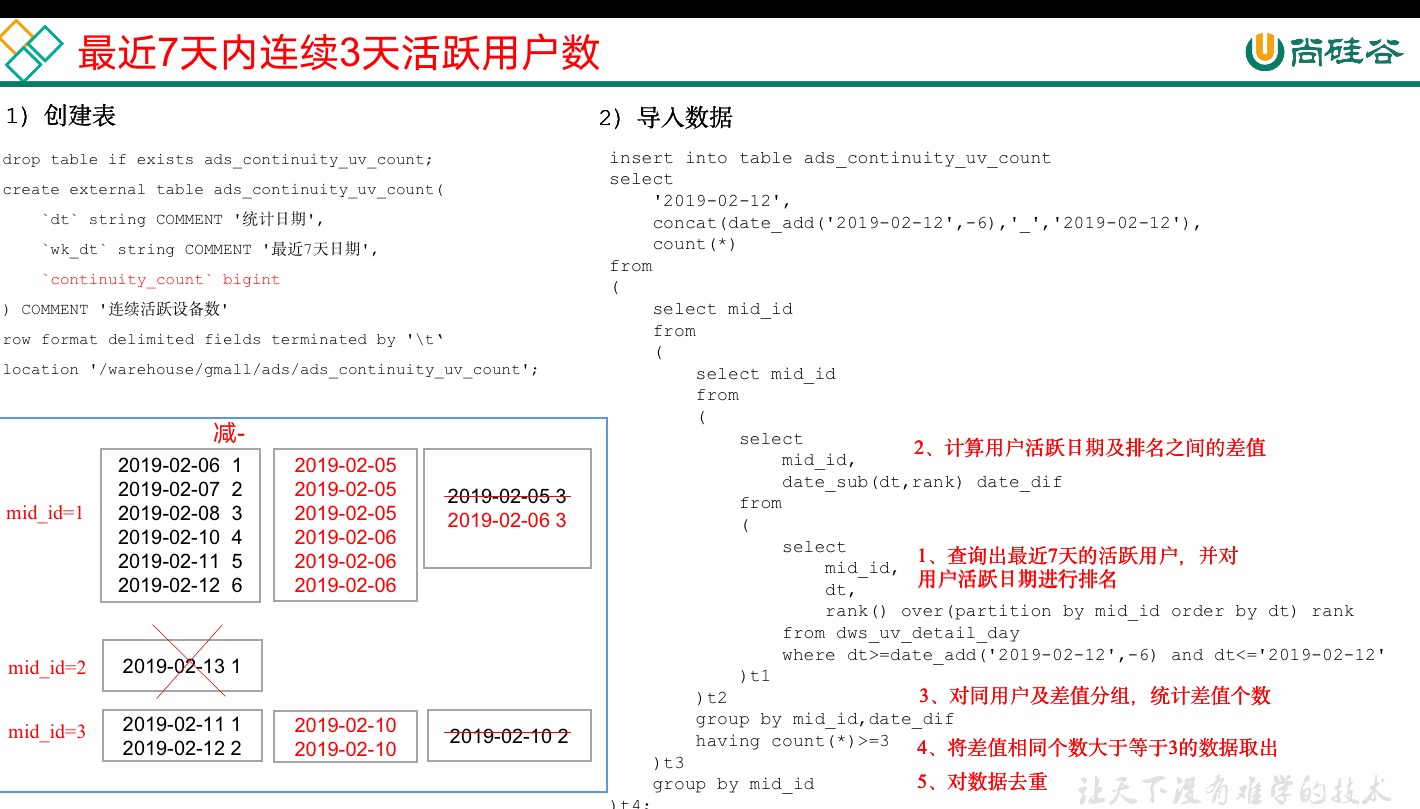 最近7天内连续3天活跃用户数
尚硅谷
1）创建表
drop table if exists ads_continuity_uv_count;
create external table ads_continuity_uv_count(
`dt` string COMMENT '统计日期',
`wk_dt` string COMMENT '最近7天日期',
`continuity_count` bigint
) COMMENT '连续活跃设备数'
row format delimited fields terminated by '\t‘
location '/warehouse/gmall/ads/ads_continuity_uv_count';
减-
mid_id=1
2019-02-06 1
2019-02-07 2
2019-02-08 3
2019-02-10 4
2019-02-11 5
2019-02-12 6
2019-02-05
2019-02-05
2019-02-05
2019-02-06
2019-02-06
2019-02-06
2019-02-05 3
2019-02-06 3
mid_id=2
2019-02-13 1
mid_id=3
2019-02-11 1
2019-02-12 2
2019-02-10
2019-02-10
2019-02-10 2
2）导入数据
insert into table ads_continuity_uv_count
select
'2019-02-12',
concat(date_add('2019-02-12',-6),'_','2019-02-12'),
count(*)
from
(
select mid_id
from
(
select mid_id
from
(
select
mid_id,
date_sub(dt,rank) date_dif
2、计算用户活跃日期及排名之间的差值
from
(
select
mid_id,
dt,
1、查询出最近7天的活跃用户，并对
用户活跃日期进行排名
rank() over(partition by mid_id order by dt) rank
from dws_uv_detail_day
where dt>=date_add('2019-02-12',-6) and dt<='2019-02-12'
)t1
)t2
3、对同用户及差值分组，统计差值个数
group by mid_id,date_dif
having count(*)>=3
4、将差值相同个数大于等于3的数据取出
)t3
group by mid_id
5、对数据去重
)t4;
让天下没有难学的技术